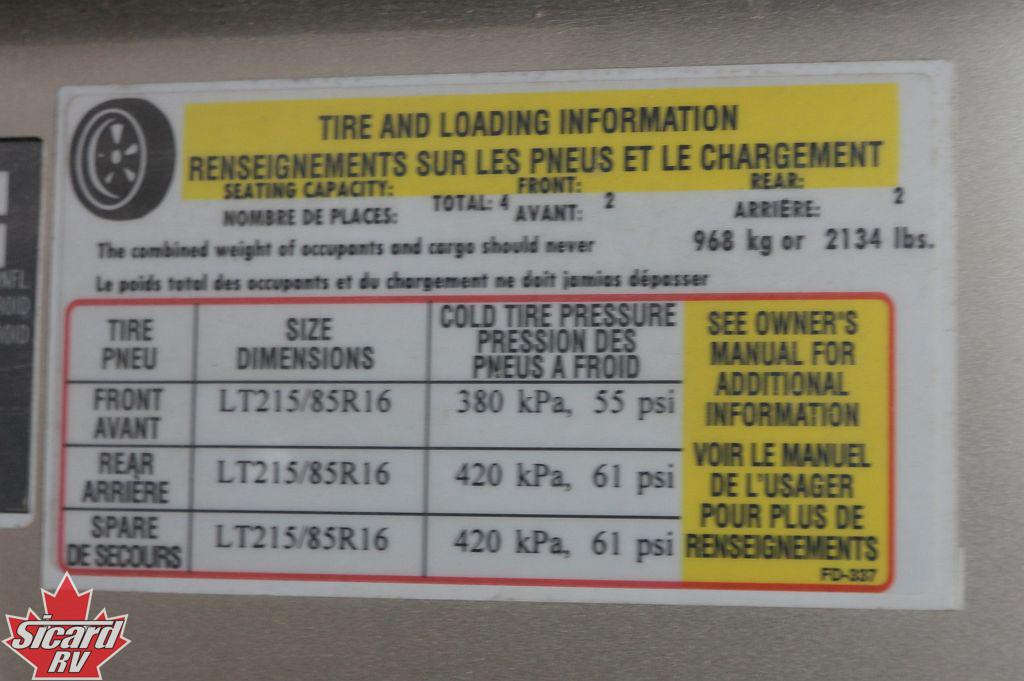 TIRE AND LOADING INFORMATION
RENSEIGNEMENTS SUR LES PNEUS ET LE CHARGEMENT
SEATING CAPACITY: FRONT: REAR:
NOMBRE DE PLACES: TOTAL: 4 AVANT: 2 ARRIÈRE: 2
The combined weight of occupants and cargo should never 968 kg or 2134 lbs.
Le poids total des occupants et du chargement ne doit jamias dépasser
TIRE
PNEU
SIZE
DIMENSIONS
COLD TIRE PRESSURE
PRESSION DES
PNEUS A FROID
FRONT
AVANT
LT215/85R16
380 kPa, 55 psi
REAR
ARRIÈRE
LT215/85R16
420 kPa, 61 psi
SPARE
DE SECOURS
LT215/85R16
420 kPa, 61 psi
SEE OWNER'S
MANUAL FOR
ADDITIONAL
INFORMATION
VOIR LE MANUEL
DE L'USAGER
POUR PLUS DE
RENSEIGNEMENTS
FD-337
Sicard
RV